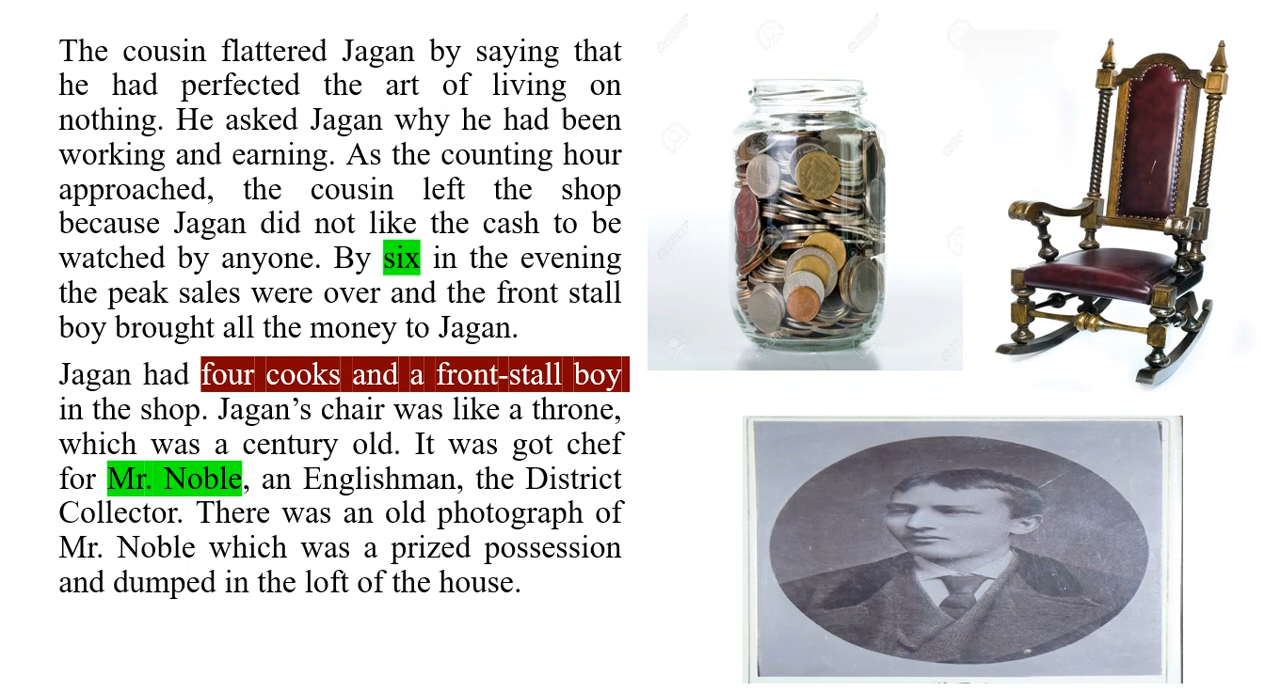 The cousin flattered Jagan by saying that
he had perfected the art of living on
nothing. He asked Jagan why he had been
working and earning. As the counting hour
approached, the cousin left the shop
because Jagan did not like the cash to be
watched by anyone. By six in the evening
the peak sales were over and the front stall
boy brought all the money to Jagan.
Jagan had four cooks and a front-stall boy
in the shop. Jagan’s chair was like a throne,
which was a century old. It was got chef
for Mr. Noble, an Englishman, the District
Collector. There was an old photograph of
Mr. Noble which was a prized possession
and dumped in the loft of the house.